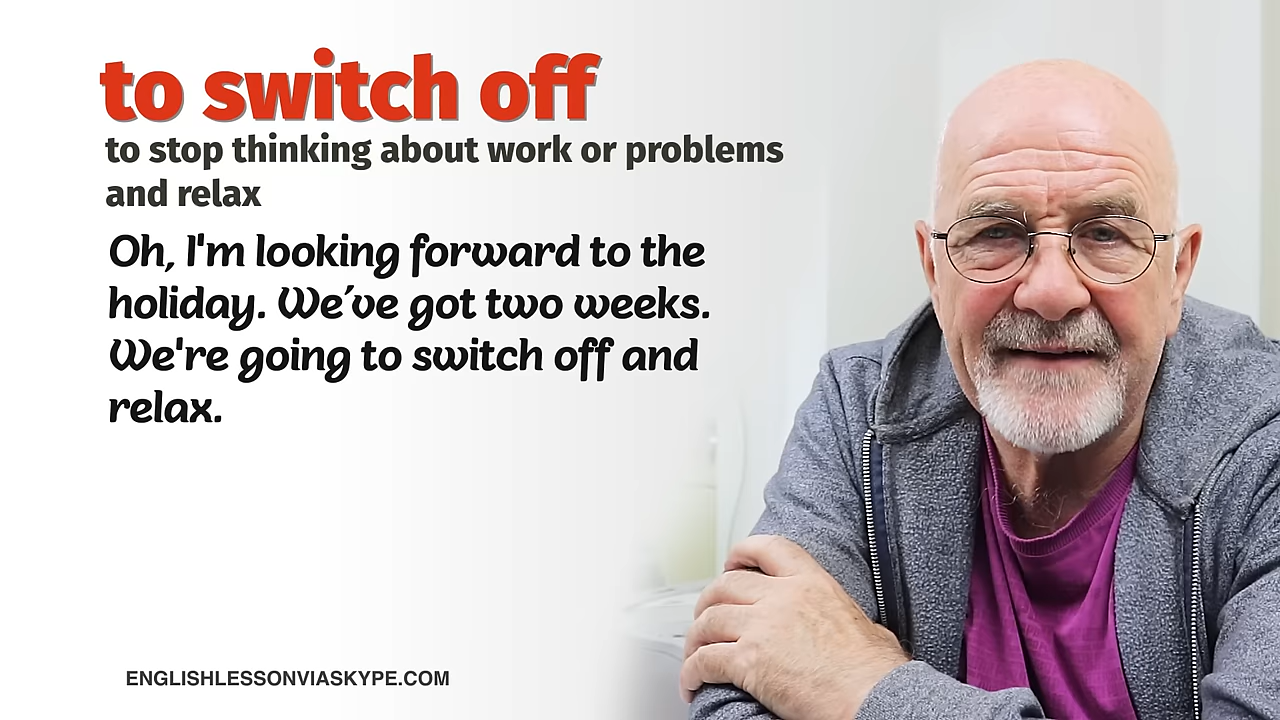 to switch off
to stop thinking about work or problems
and relax
Oh, I'm looking forward to the
holiday. We've got two weeks.
We're going to switch off and
relax.
ENGLISHLESSONVIASKYPE.COM